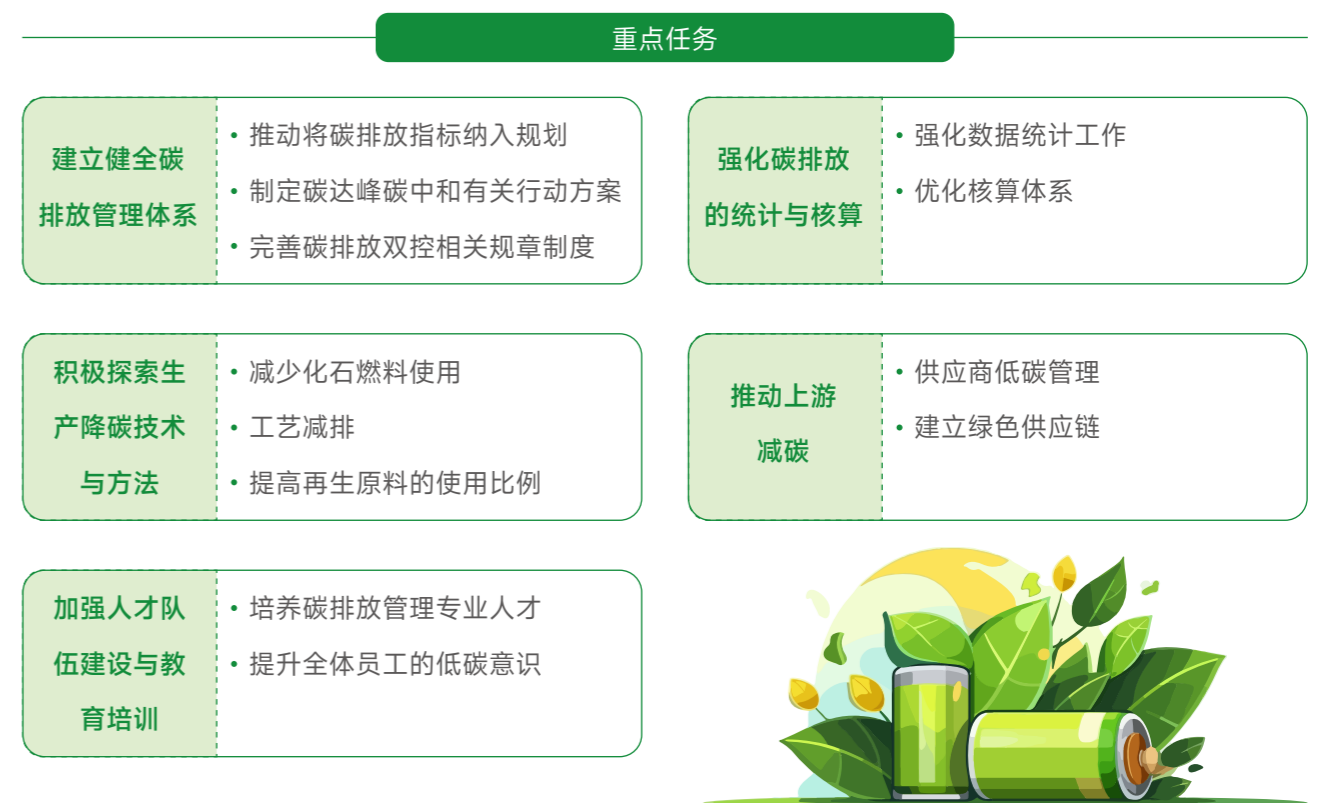 重点任务
建立健全碳
排放管理体系
• 推动将碳排放指标纳入规划
• 制定碳达峰碳中和有关行动方案
• 完善碳排放双控相关规章制度
强化碳排放
的统计与核算
• 强化数据统计工作
• 优化核算体系
积极探索生
产降碳技术
与方法
• 减少化石燃料使用
• 工艺减排
• 提高再生原料的使用比例
推动上游
减碳
• 供应商低碳管理
• 建立绿色供应链
加强人才队
伍建设与教
育培训
• 培养碳排放管理专业人才
• 提升全体员工的低碳意识